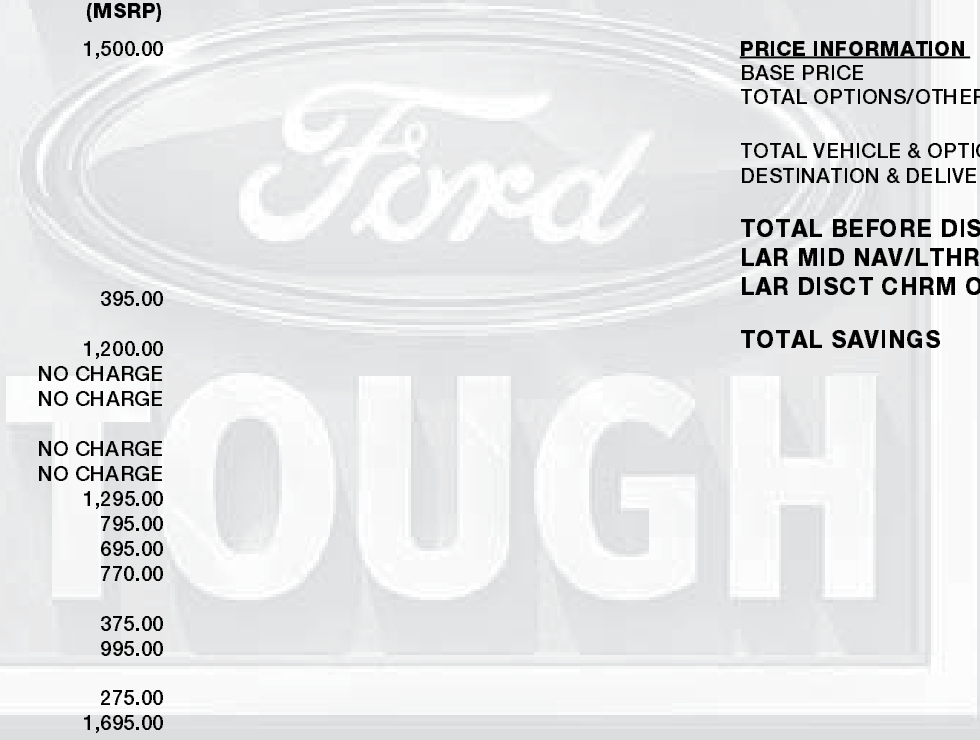 (MSRP)
1,500.00
395.00
1,200.00
NO CHARGE
NO CHARGE
NO CHARGE
NO CHARGE
1,295.00
795.00
695.00
770.00
375.00
995.00
275.00
1,695.00
PRICE INFORMATION
BASE PRICE
TOTAL OPTIONS/OTHER
TOTAL VEHICLE & OPTIO
DESTINATION & DELIVE
TOTAL BEFORE DIS
LAR MID NAV/LTHR
LAR DISCT CHRM O
TOTAL SAVINGS
Ford
TOUGH